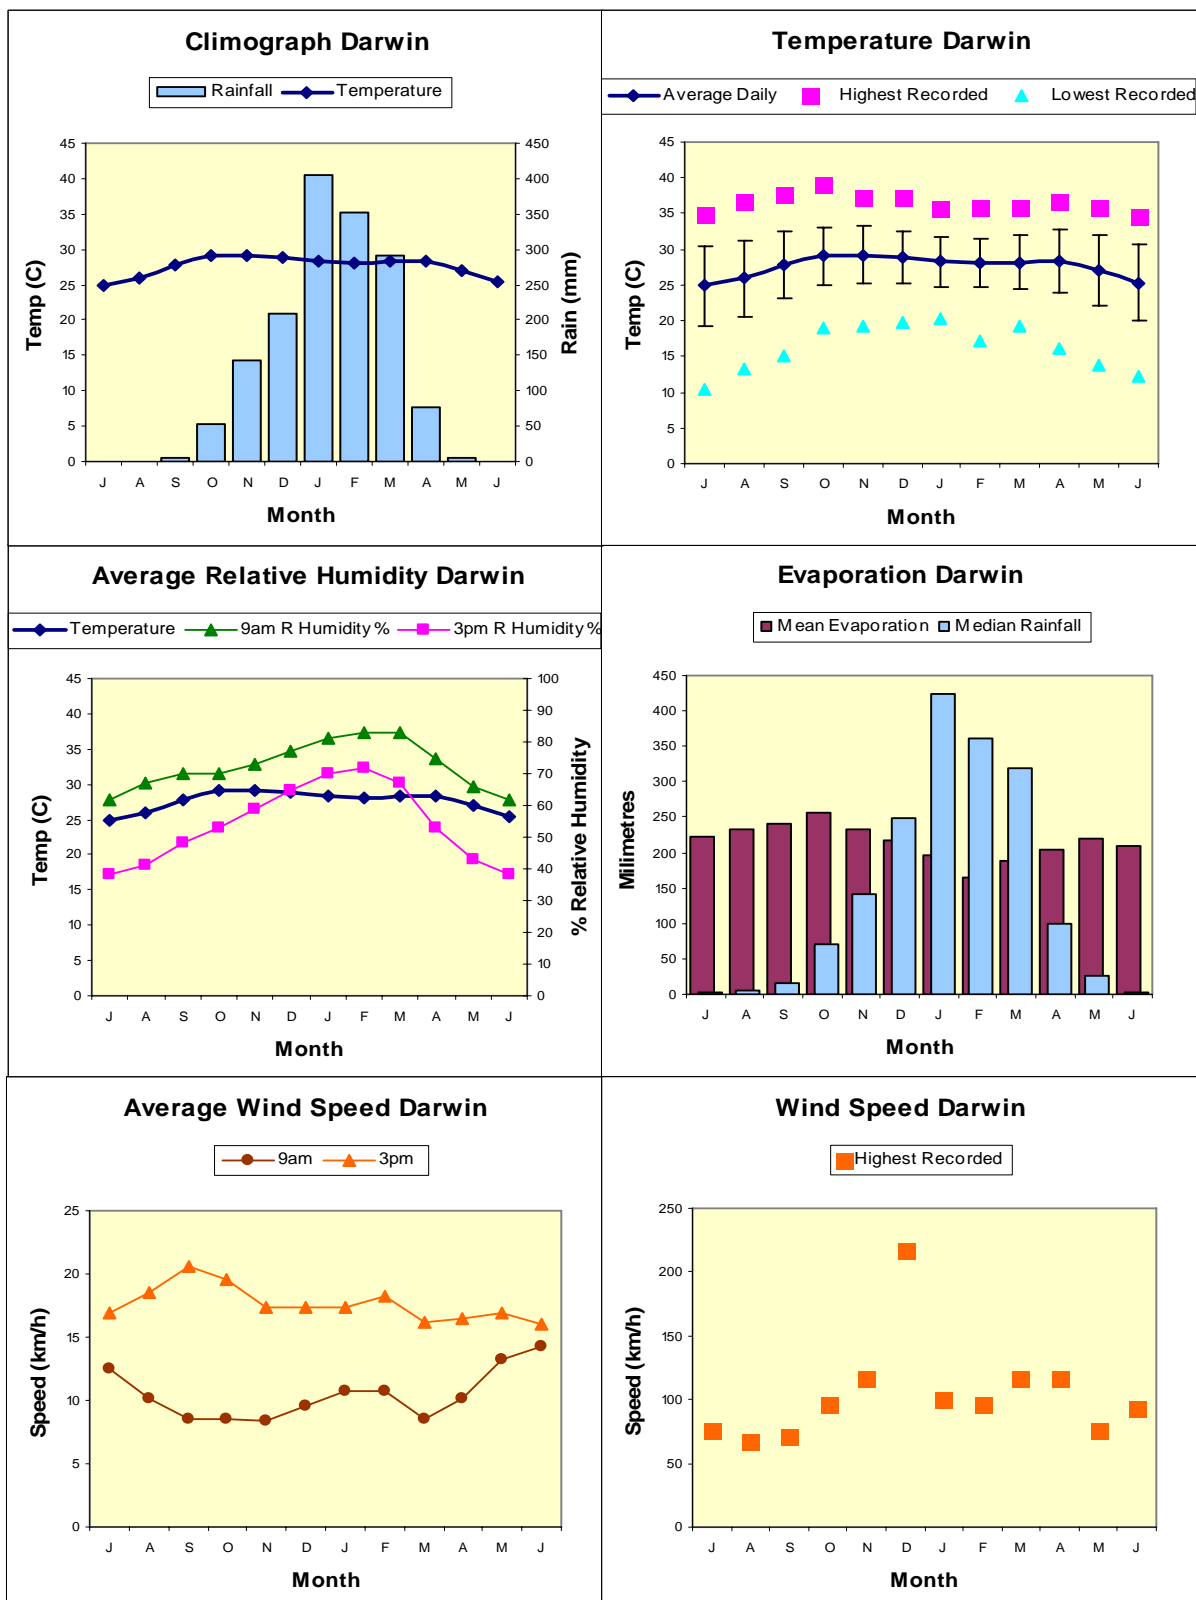 Climograph Darwin
Rainfall Temperature
45
40
35
30
25
20
15
10
5
0
Temp (C)
450
400
350
300
250
200
150
100
50
0
Rain (mm)
J A S O N D J F M A M J
Month
Temperature Darwin
Average Daily Highest Recorded Lowest Recorded
45
40
35
30
25
20
15
10
5
0
Temp (C)
J A S O N D J F M A M J
Month
Average Relative Humidity Darwin
Temperature 9am R Humidity % 3pm R Humidity %
45
40
35
30
25
20
15
10
5
0
Temp (C)
100
90
80
70
60
50
40
30
20
10
0
% Relative Humidity
J A S O N D J F M A M J
Month
Evaporation Darwin
Mean Evaporation Median Rainfall
450
400
350
300
250
200
150
100
50
0
Milimetres
J A S O N D J F M A M J
Month
Average Wind Speed Darwin
9am 3pm
25
20
15
10
5
0
Speed (km/h)
J A S O N D J F M A M J
Month
Wind Speed Darwin
Highest Recorded
250
200
150
100
50
0
Speed (km/h)
J A S O N D J F M A M J
Month